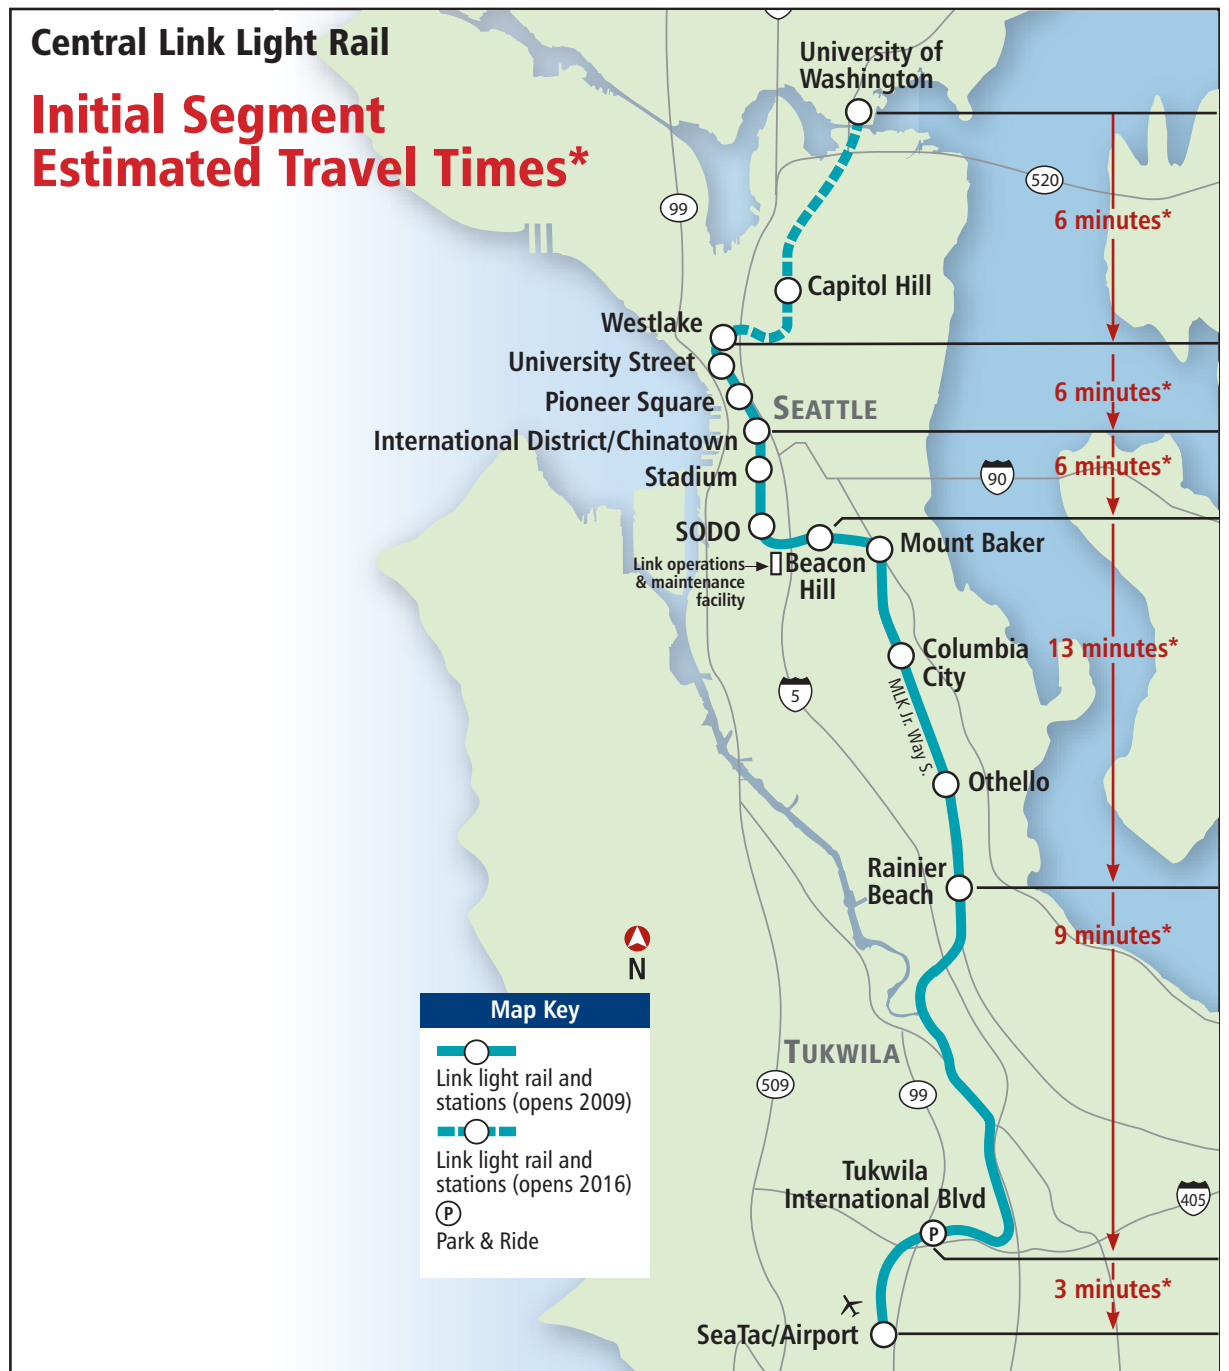 Central Link Light Rail
Initial Segment
Estimated Travel Times*
University of
Washington
520
99
6 minutes*
Capitol Hill
Westlake
University Street
Pioneer Square
6 minutes*
SEATTLE
International District/Chinatown
Stadium
6 minutes*
90
SODO
Mount Baker
Beacon
Hill
Link operations
& maintenance
facility
Columbia
City
13 minutes*
5
MLK Jr. Way S.
Othello
Rainier
Beach
9 minutes*
N
Map Key
Link light rail and
stations (opens 2009)
Link light rail and
stations (opens 2016)
P
Park & Ride
TUKWILA
509
99
Tukwila
International Blvd
405
P
3 minutes*
SeaTac/Airport